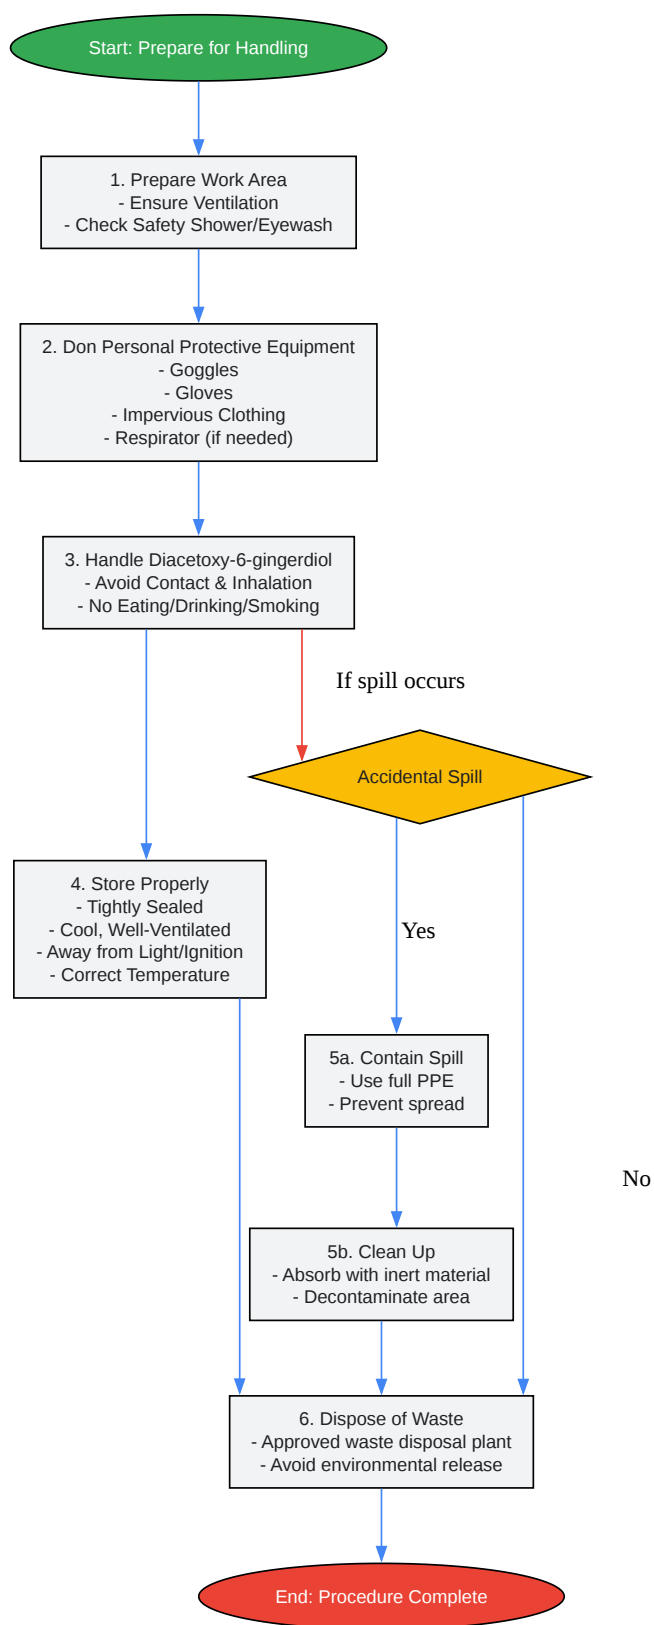 Start: Prepare for Handling
1. Prepare Work Area
- Ensure Ventilation
- Check Safety Shower/Eyewash
2. Don Personal Protective Equipment
- Goggles
- Gloves
- Impervious Clothing
- Respirator (if needed)
3. Handle Diacetoxy-6-gingerdiol
- Avoid Contact & Inhalation
- No Eating/Drinking/Smoking
If spill occurs
Accidental Spill
4. Store Properly
- Tightly Sealed
- Cool, Well-Ventilated
- Away from Light/Ignition
- Correct Temperature
Yes
5a. Contain Spill
- Use full PPE
- Prevent spread
No
5b. Clean Up
- Absorb with inert material
- Decontaminate area
6. Dispose of Waste
- Approved waste disposal plant
- Avoid environmental release
End: Procedure Complete